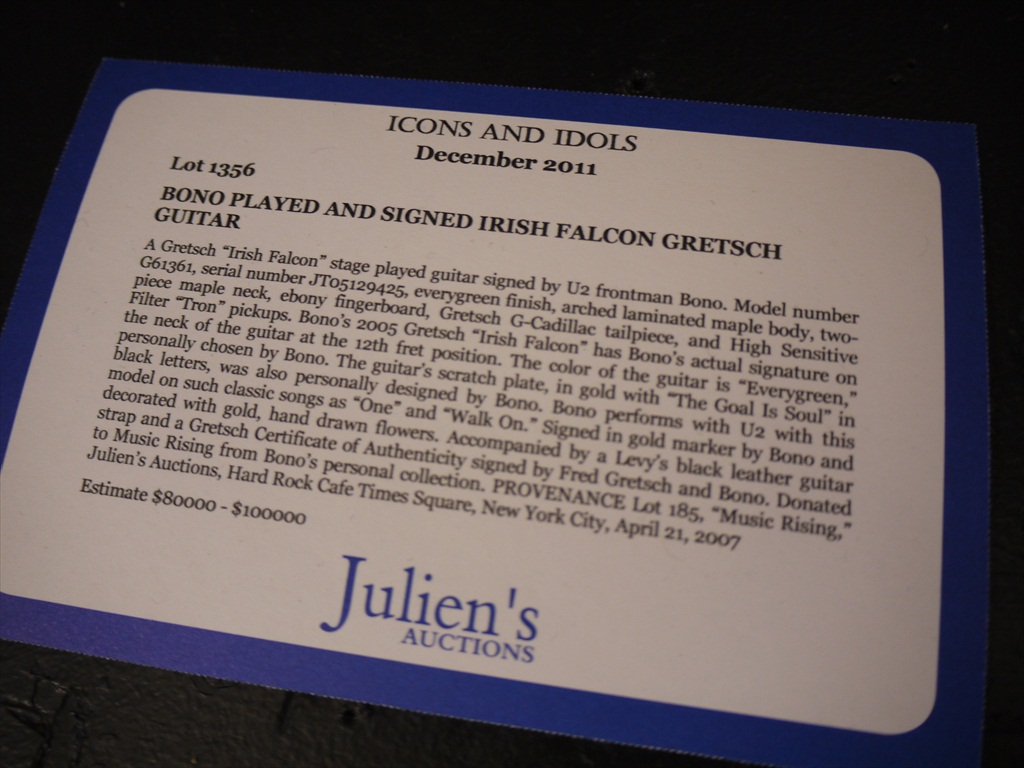 ICONS AND IDOLS
December 2011
Lot 1356
BONO PLAYED AND SIGNED IRISH FALCON GRETSCH
GUITAR
A Gretsch “Irish Falcon” stage played guitar signed by U2 frontman Bono. Model number
G61361, serial number JT05129425, everygreen finish, arched laminated maple body, two-
piece maple neck, ebony fingerboard, Gretsch G-Cadillac tailpiece, and High Sensitive
Filter “Tron” pickups. Bono’s 2005 Gretsch “Irish Falcon” has Bono’s actual signature on
the neck of the guitar at the 12th fret position. The color of the guitar is “Everygreen,”
personally chosen by Bono. The guitar's scratch plate, in gold with “The Goal Is Soul” in
black letters, was also personally designed by Bono. Bono performs with U2 with this
model on such classic songs as “One” and “Walk On.” Signed in gold marker by Bono and
decorated with gold, hand drawn flowers. Accompanied by a Levy’s black leather guitar
strap and a Gretsch Certificate of Authenticity signed by Fred Gretsch and Bono. Donated
to Music Rising from Bono’s personal collection. PROVENANCE Lot 185, “Music Rising,”
Julien’s Auctions, Hard Rock Cafe Times Square, New York City, April 21, 2007
Estimate $80000 - $100000
Julien's
AUCTIONS